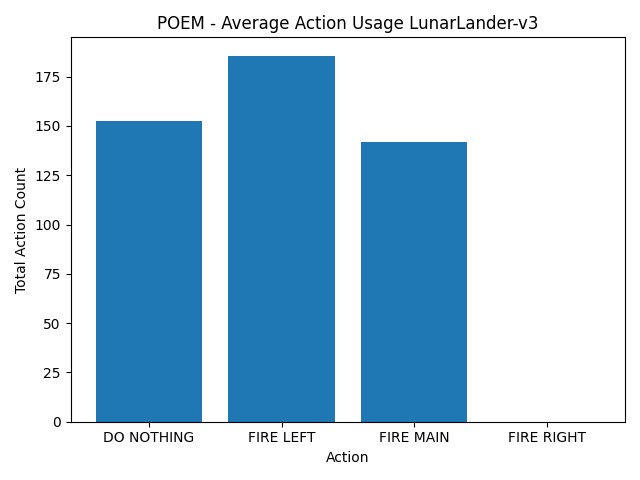 POEM - Average Action Usage LunarLander-v3
Total Action Count
175
150
125
100
75
50
25
0
DO NOTHING FIRE LEFT FIRE MAIN FIRE RIGHT
Action